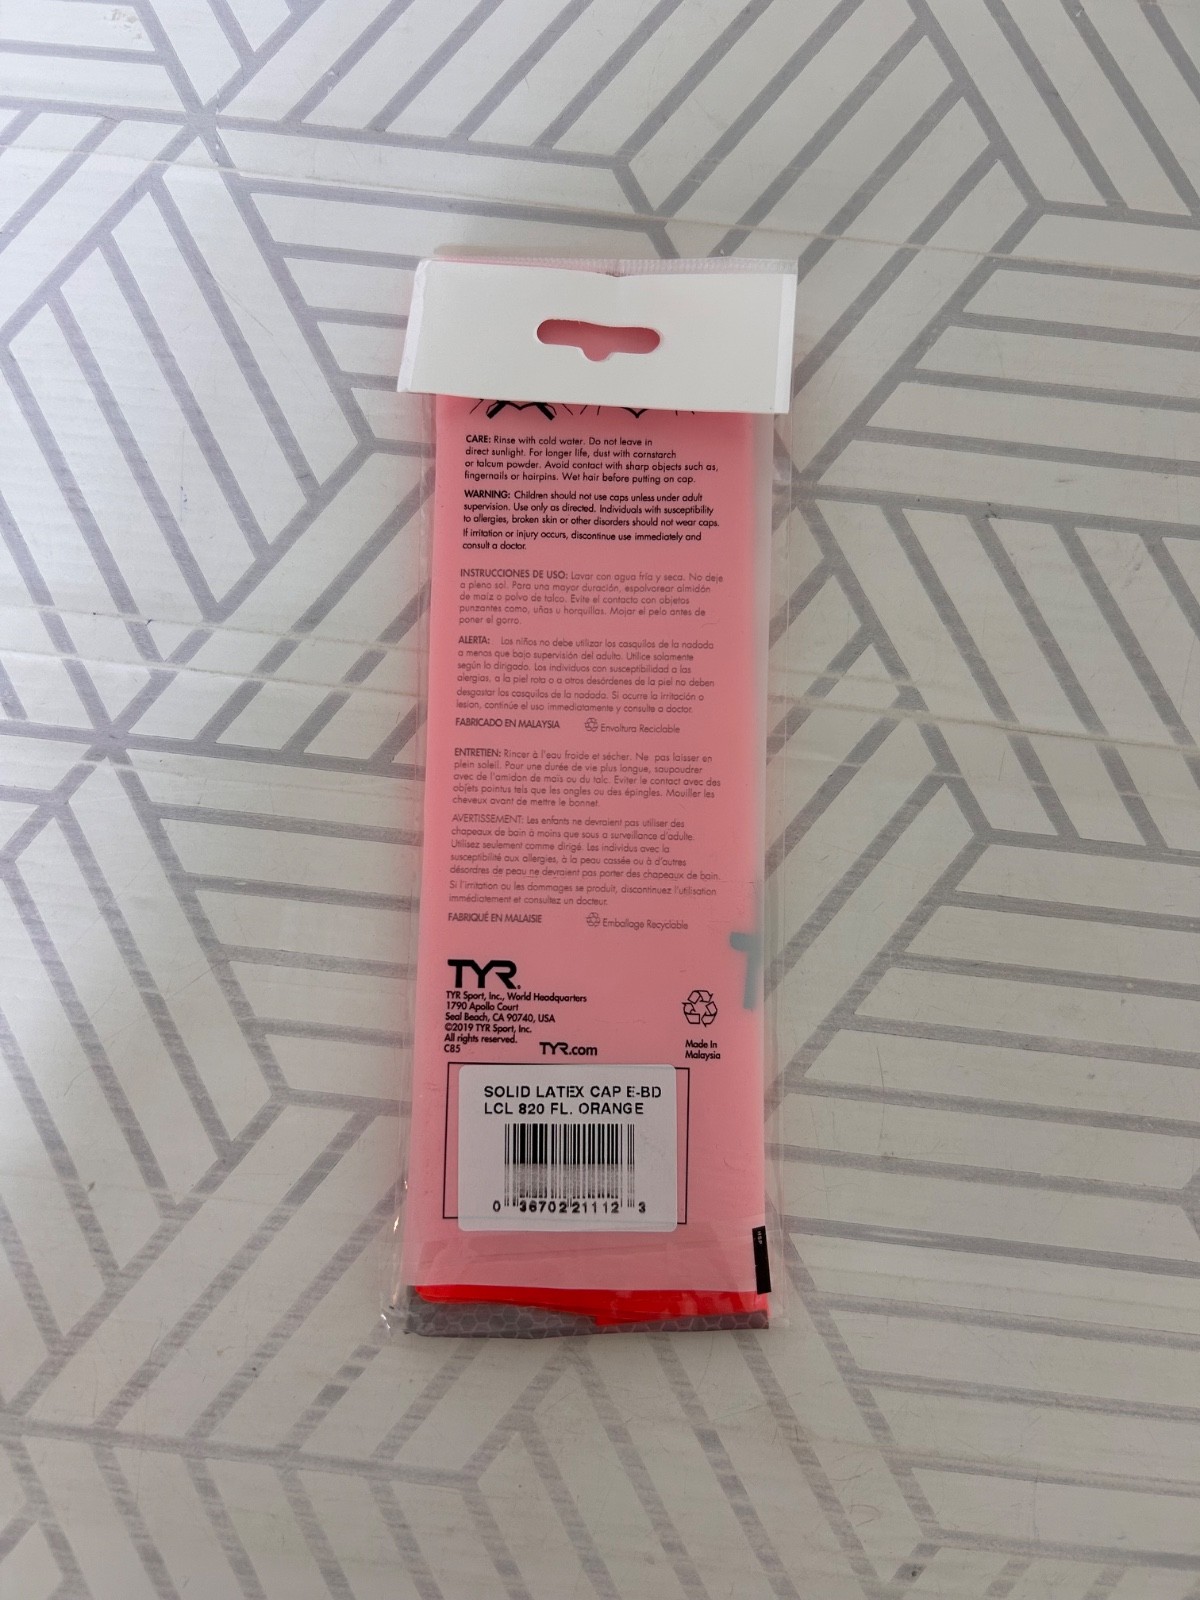 CARE: Rinse with cold water. Do not leave in
direct sunlight. For longer life, dust with cornstarch
or talcum powder. Avoid contact with sharp objects such as,
fingernails or hairpins. Wet hair before putting on cap.
WARNING: Children should not use caps unless under adult
supervision. Use only as directed. Individuals with susceptibility
to allergies, broken skin or other disorders should not wear caps.
If irritation or injury occurs, discontinue use immediately and
consult a doctor.
INSTRUCCIONES DE USO: Lavar con agua fría y seca. No deje
a pleno sol. Para una mayor duración, espolvorear almidón
de maíz o polvo de talco. Evite el contacto con objetos
punzantes como, uñas u horquillas. Mojar el pelo antes de
poner el gorro.
ALERTA: Los niños no debe utilizar los casquilos de la nadada
a menos que bajo supervisión del adulto. Utilice solamente
según lo dirigado. Los individuos con susceptibilidad a las
alergias, a la piel rota o a otros desórdenes de la piel no deben
desgastar los casquilos de la nadada. Si ocurre la irritación o
lesion, continúe el uso immediatamente y consulte a doctor.
FABRICADO EN MALAYSIA Envoltura Reciclable
ENTRETIEN: Rincer à l'eau froide et sécher. Ne pas laisser en
plein soleil. Pour une durée de vie plus longue, saupoudrer
avec de l'amidon de maïs ou du talc. Eviter le contact avec des
objets pointus tels que les ongles ou des épingles. Mouiller les
cheveux avant de mettre le bonnet.
AVERTISSEMENT: Les enfants ne devraient pas utiliser des
chapeaux de bain à moins que sous a surveillance d'adulte.
Utilisez seulement comme dirigé. Les individus avec la
susceptibilité aux allergies, à la peau cassée ou à d'autres
désordres de peau ne devraient pas porter des chapeaux de bain.
Si l'irritation ou les dommages se produit, discontinuez l'utilisation
immédiatement et consultez un docteur.
FABRIQUÉ EN MALAISIE Emballage Recyclable
TYR
TYR Sport, Inc., World Headquarters
1790 Apollo Court
Seal Beach, CA 90740, USA
©2019 TYR Sport, Inc.
All rights reserved.
C85
TYR.com
Made In
Malaysia
SOLID LATEX CAP E-BD
LCL 820 FL. ORANGE
0 36702 21112 3